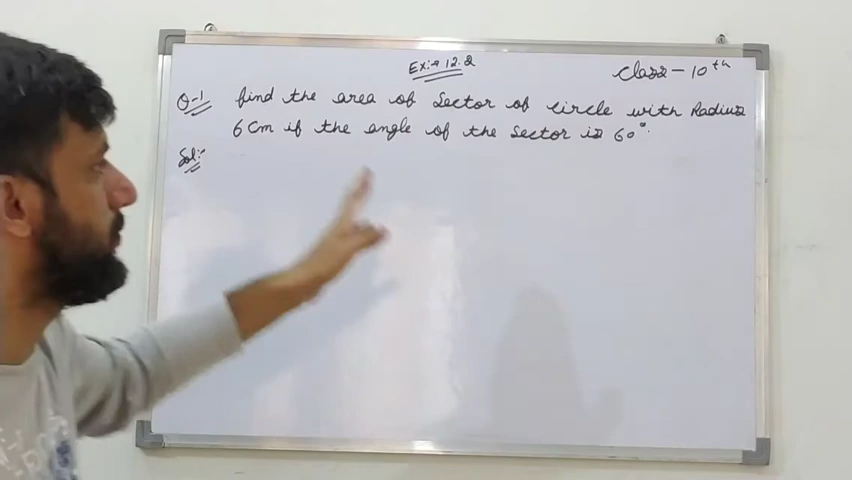 Ex:- 12.2
Class - 10th
Q-1 find the area of Sector of circle with Radius
6 cm if the angle of the sector is 60°.
Sol:-